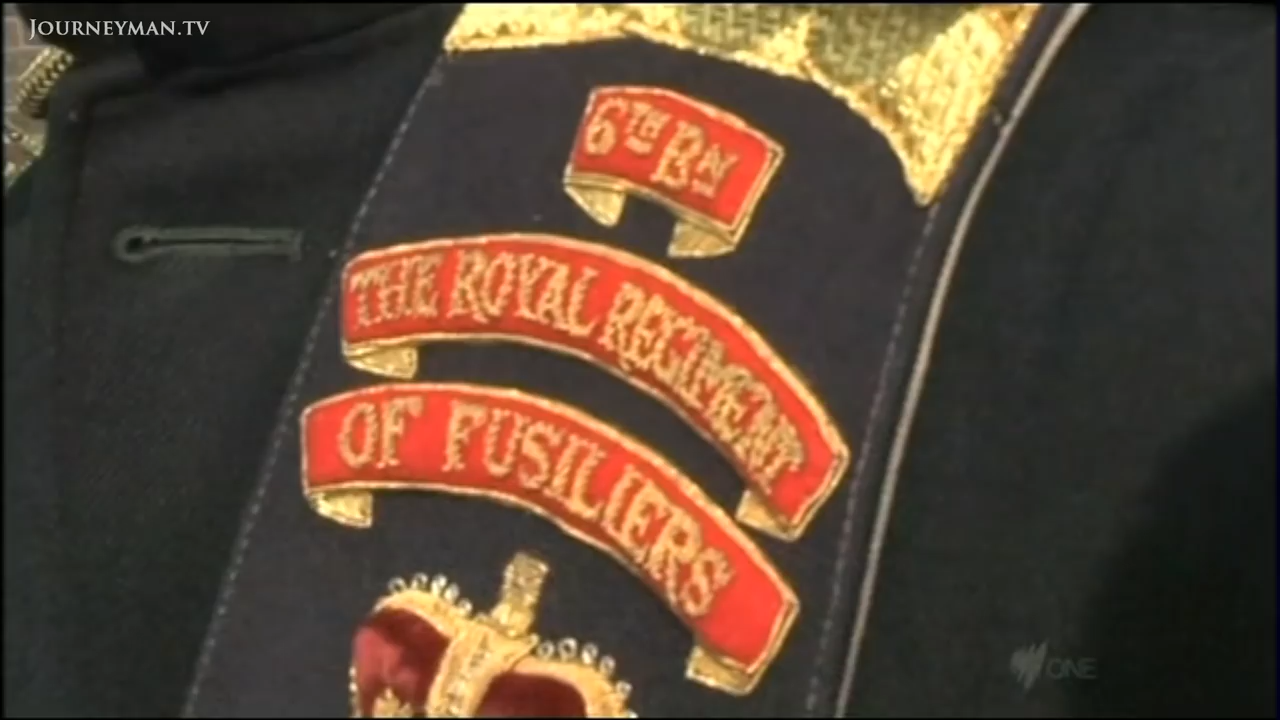 JOURNEYMAN.TV
6TH BN
THE ROYAL REGIMENT
OF FUSILIERS
ONE